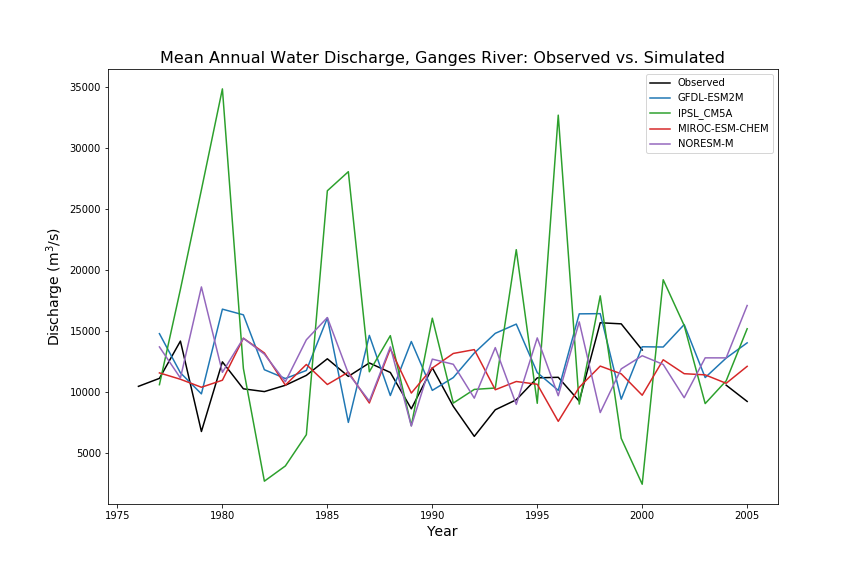 Mean Annual Water Discharge, Ganges River: Observed vs. Simulated
Observed
GFDL-ESM2M
IPSL_CM5A
MIROC-ESM-CHEM
NORESM-M
35000
30000
25000
20000
15000
10000
5000
Discharge (m³/s)
1975 1980 1985 1990 1995 2000 2005
Year